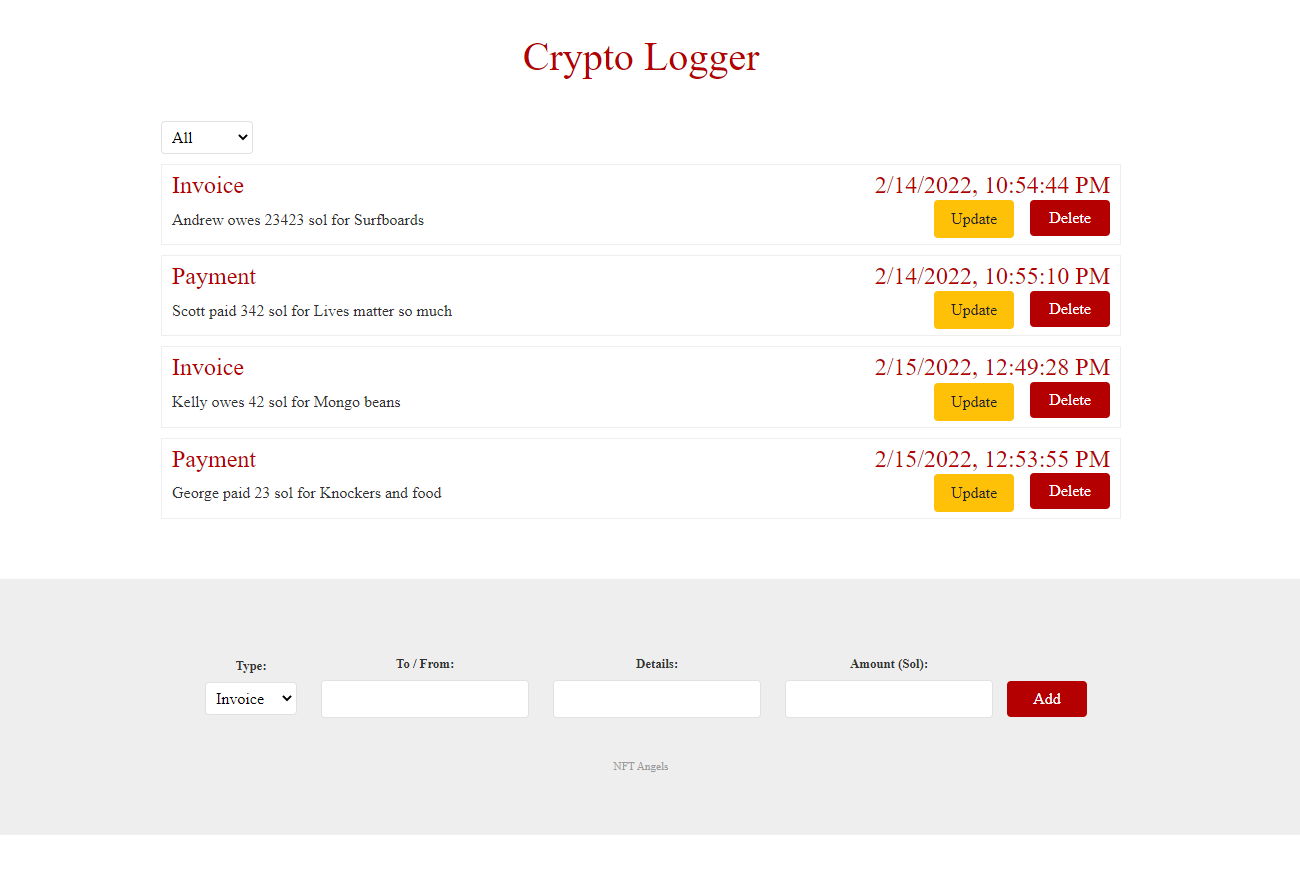 Crypto Logger
All
Invoice 2/14/2022, 10:54:44 PM
Andrew owes 23423 sol for Surfboards Update Delete
Payment 2/14/2022, 10:55:10 PM
Scott paid 342 sol for Lives matter so much Update Delete
Invoice 2/15/2022, 12:49:28 PM
Kelly owes 42 sol for Mongo beans Update Delete
Payment 2/15/2022, 12:53:55 PM
George paid 23 sol for Knockers and food Update Delete
Type: To / From: Details: Amount (Sol):
Invoice Add
NFT Angels